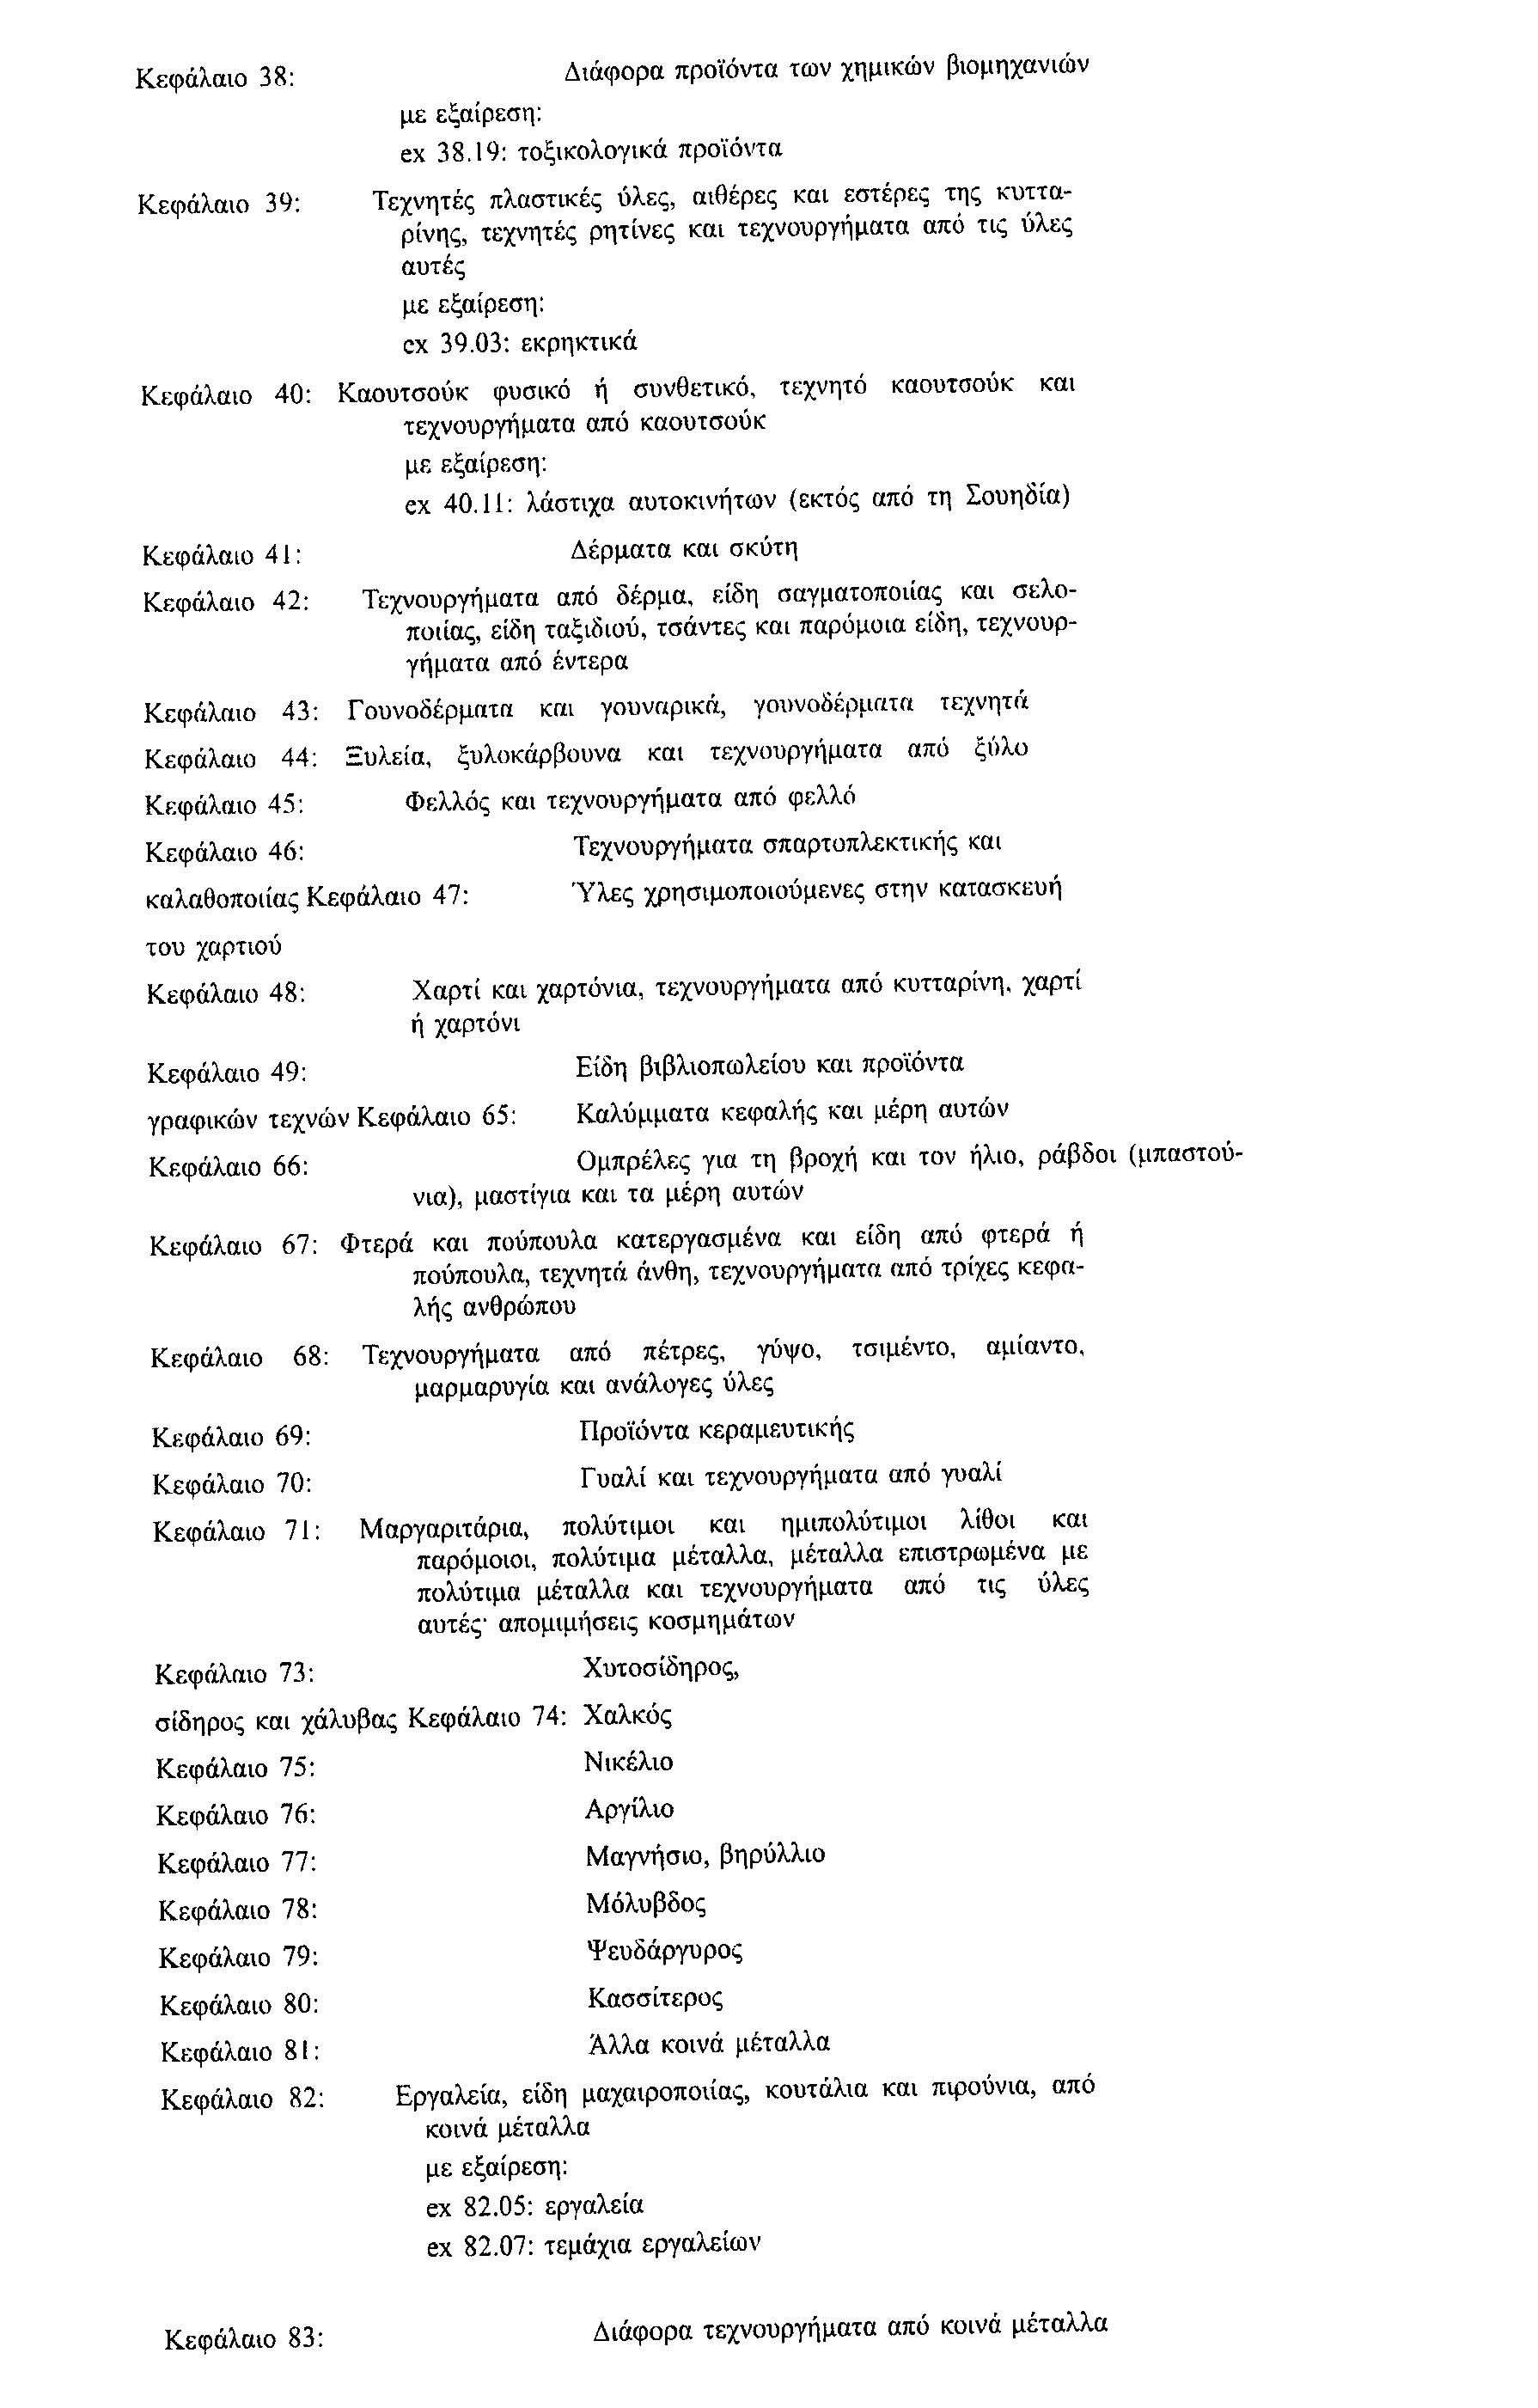 Κεφάλαιο 38: Διάφορα προϊόντα των χημικών βιομηχανιών
με εξαίρεση:
ex 38.19: τοξικολογικά προϊόντα
Κεφάλαιο 39: Τεχνητές πλαστικές ύλες, αιθέρες και εστέρες της κυττα-
ρίνης, τεχνητές ρητίνες και τεχνουργήματα από τις ύλες
αυτές
με εξαίρεση:
ex 39.03: εκρηκτικά
Κεφάλαιο 40: Καουτσούκ φυσικό ή συνθετικό, τεχνητό καουτσούκ και
τεχνουργήματα από καουτσούκ
με εξαίρεση:
ex 40.11: λάστιχα αυτοκινήτων (εκτός από τη Σουηδία)
Κεφάλαιο 41: Δέρματα και σκύτη
Κεφάλαιο 42: Τεχνουργήματα από δέρμα, είδη σαγματοποιίας και σελο-
ποιίας, είδη ταξιδιού, τσάντες και παρόμοια είδη, τεχνουρ-
γήματα από έντερα
Κεφάλαιο 43: Γουνοδέρματα και γουναρικά, γουνοδέρματα τεχνητά
Κεφάλαιο 44: Ξυλεία, ξυλοκάρβουνα και τεχνουργήματα από ξύλο
Κεφάλαιο 45: Φελλός και τεχνουργήματα από φελλό
Κεφάλαιο 46: Τεχνουργήματα σπαρτοπλεκτικής και
καλαθοποιίας Κεφάλαιο 47: Ύλες χρησιμοποιούμενες στην κατασκευή
του χαρτιού
Κεφάλαιο 48: Χαρτί και χαρτόνια, τεχνουργήματα από κυτταρίνη, χαρτί
ή χαρτόνι
Κεφάλαιο 49: Είδη βιβλιοπωλείου και προϊόντα
γραφικών τεχνών Κεφάλαιο 65: Καλύμματα κεφαλής και μέρη αυτών
Κεφάλαιο 66: Ομπρέλες για τη βροχή και τον ήλιο, ράβδοι (μπαστού-
νια), μαστίγια και τα μέρη αυτών
Κεφάλαιο 67: Φτερά και πούπουλα κατεργασμένα και είδη από φτερά ή
πούπουλα, τεχνητά άνθη, τεχνουργήματα από τρίχες κεφα-
λής ανθρώπου
Κεφάλαιο 68: Τεχνουργήματα από πέτρες, γύψο, τσιμέντο, αμίαντο,
μαρμαρυγία και ανάλογες ύλες
Κεφάλαιο 69: Προϊόντα κεραμευτικής
Κεφάλαιο 70: Γυαλί και τεχνουργήματα από γυαλί
Κεφάλαιο 71: Μαργαριτάρια, πολύτιμοι και ημιπολύτιμοι λίθοι και
παρόμοιοι, πολύτιμα μέταλλα, μέταλλα επιστρωμένα με
πολύτιμα μέταλλα και τεχνουργήματα από τις ύλες
αυτές· απομιμήσεις κοσμημάτων
Κεφάλαιο 73: Χυτοσίδηρος,
σίδηρος και χάλυβας Κεφάλαιο 74: Χαλκός
Κεφάλαιο 75: Νικέλιο
Κεφάλαιο 76: Αργίλιο
Κεφάλαιο 77: Μαγνήσιο, βηρύλλιο
Κεφάλαιο 78: Μόλυβδος
Κεφάλαιο 79: Ψευδάργυρος
Κεφάλαιο 80: Κασσίτερος
Κεφάλαιο 81: Άλλα κοινά μέταλλα
Κεφάλαιο 82: Εργαλεία, είδη μαχαιροποιίας, κουτάλια και πιρούνια, από
κοινά μέταλλα
με εξαίρεση:
ex 82.05: εργαλεία
ex 82.07: τεμάχια εργαλείων
Κεφάλαιο 83: Διάφορα τεχνουργήματα από κοινά μέταλλα